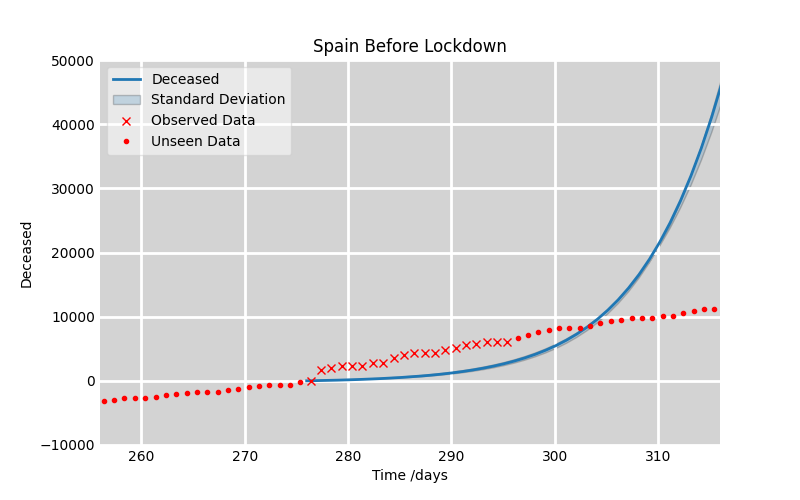 Spain Before Lockdown
50000
40000
30000
20000
10000
0
−10000
Deceased
Deceased
Standard Deviation
Observed Data
Unseen Data
260 270 280 290 300 310
Time /days